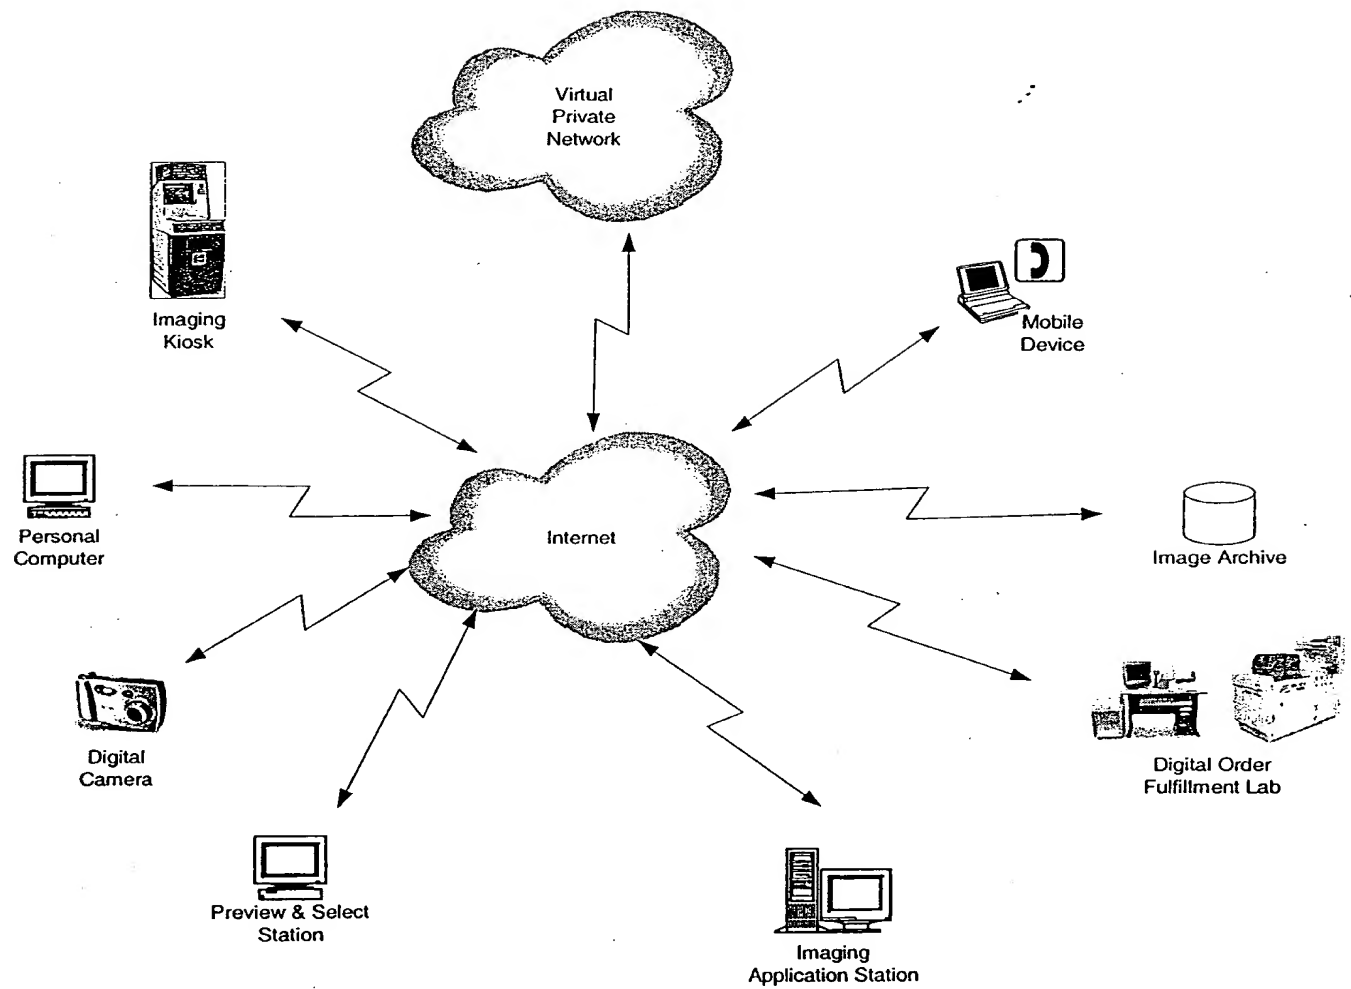 Virtual
Private
Network
Imaging
Kiosk
Mobile
Device
Personal
Computer
Internet
Image Archive
Digital
Camera
Digital Order
Fulfillment Lab
Preview & Select
Station
Imaging
Application Station